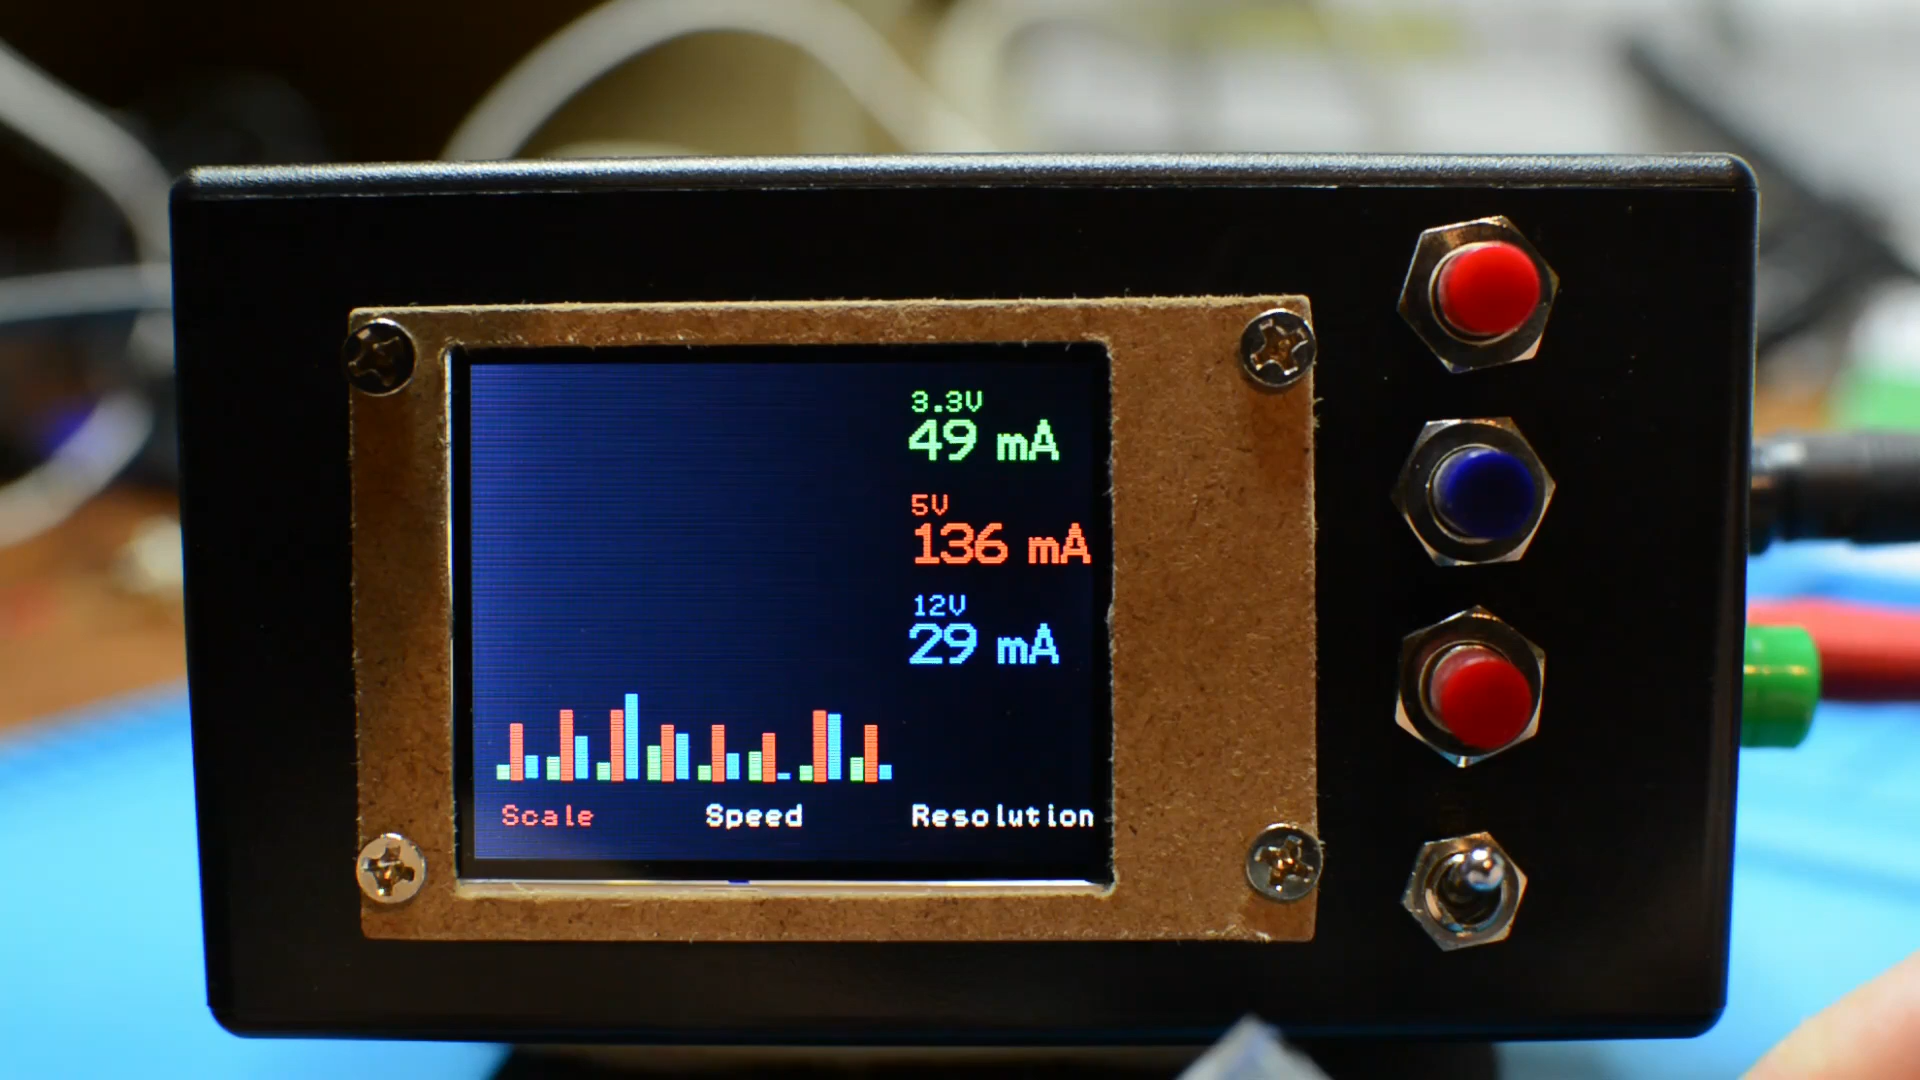 3.3V
49 mA
5V
136 mA
12V
29 mA
Scale Speed Resolution